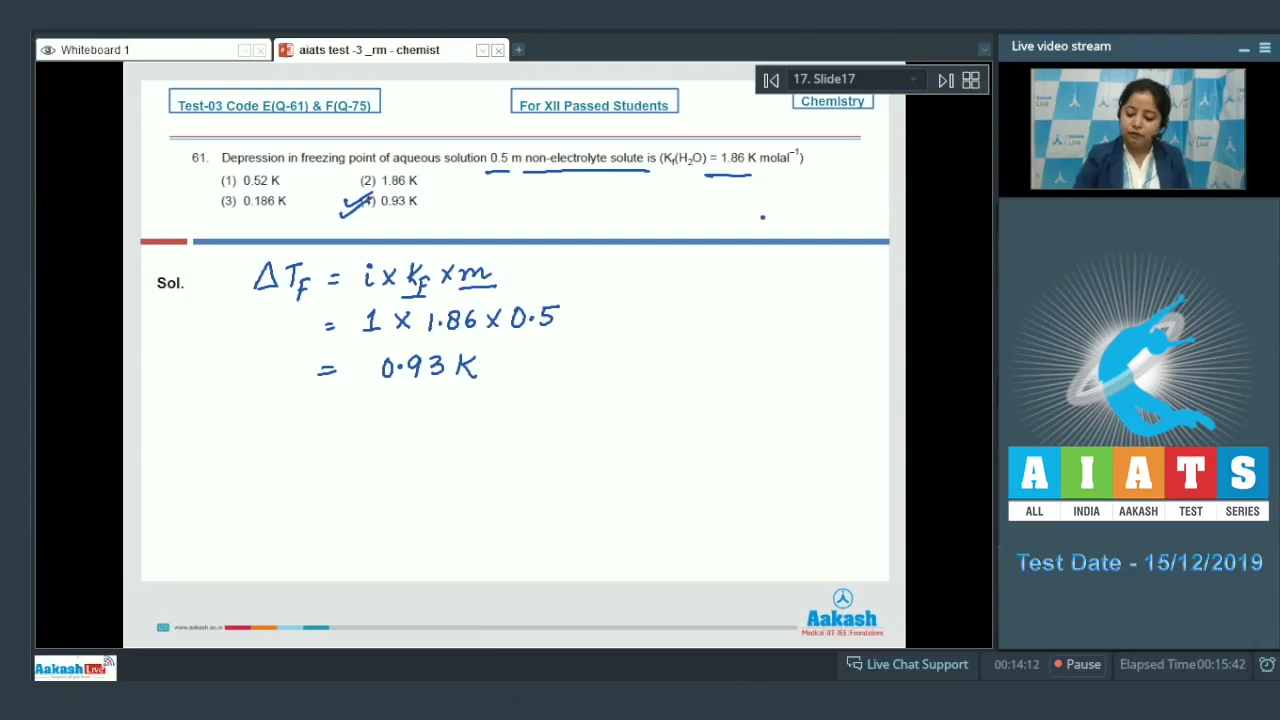 Whiteboard 1
aiats test -3 _rm - chemist
Live video stream
17. Slide17
Test-03 Code E(Q-61) & F(Q-75)
For XII Passed Students
Chemistry
61. Depression in freezing point of aqueous solution 0.5 m non-electrolyte solute is (Kf(H2O) = 1.86 K molal–1)
(1) 0.52 K (2) 1.86 K
(3) 0.186 K (4) 0.93 K
Sol.
ΔTF = i × KF × m
= 1 × 1.86 × 0.5
= 0.93 K
A I A T S
ALL INDIA AAKASH TEST SERIES
Test Date - 15/12/2019
www.aakash.ac.in
Aakash
Medical|IIT-JEE|Foundations
Aakash Live
Live Chat Support
00:14:12
Pause
Elapsed Time 00:15:42